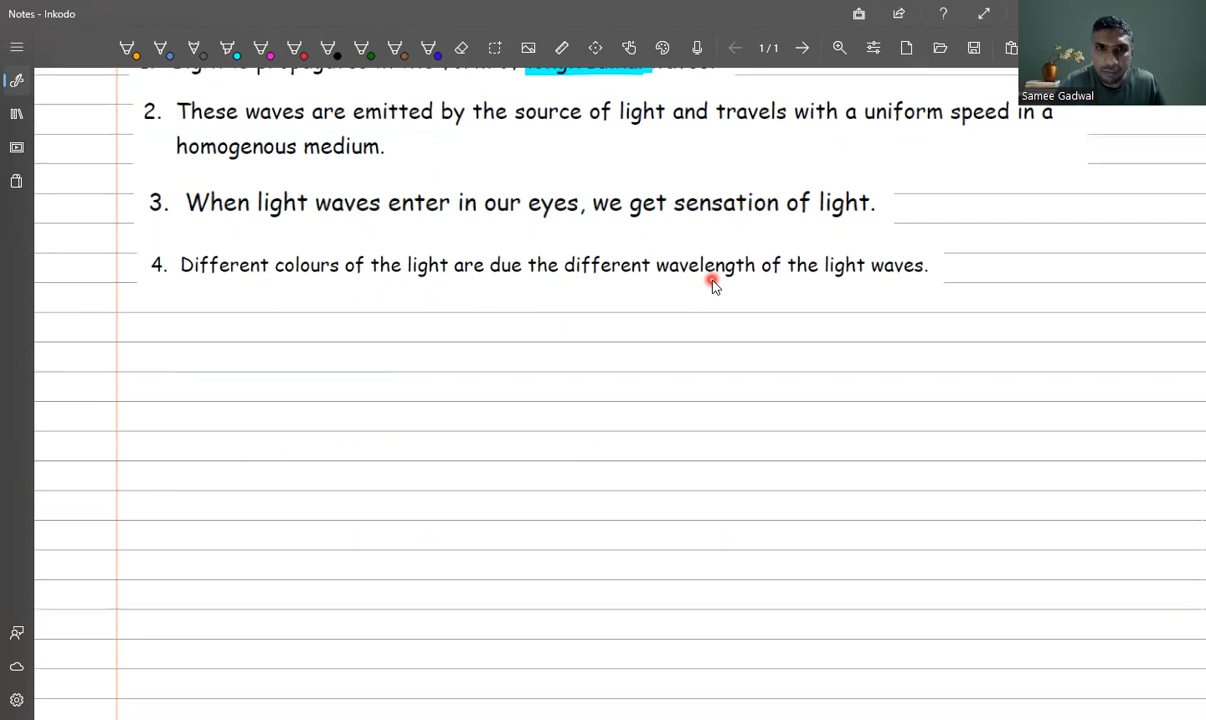 Notes - Inkodo
1 / 1
Samee Gadwal
2. These waves are emitted by the source of light and travels with a uniform speed in a
homogenous medium.
3. When light waves enter in our eyes, we get sensation of light.
4. Different colours of the light are due the different wavelength of the light waves.